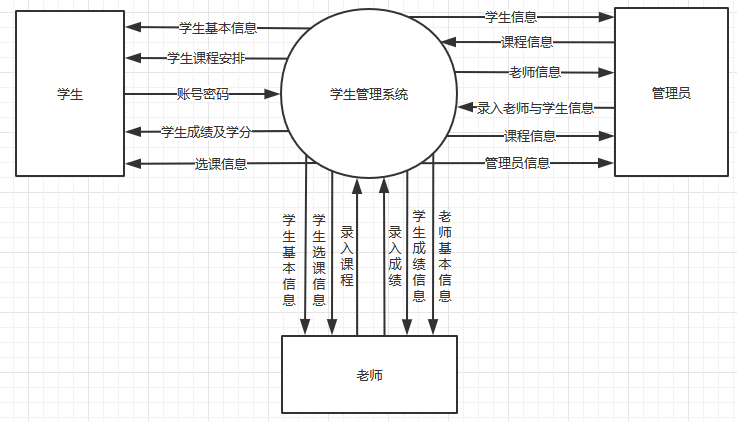 学生
学生管理系统
管理员
老师
学生基本信息
学生课程安排
账号密码
学生成绩及学分
选课信息
学生信息
课程信息
老师信息
录入老师与学生信息
课程信息
管理员信息
学生基本信息
学生选课信息
录入课程
录入成绩
学生成绩信息
老师基本信息